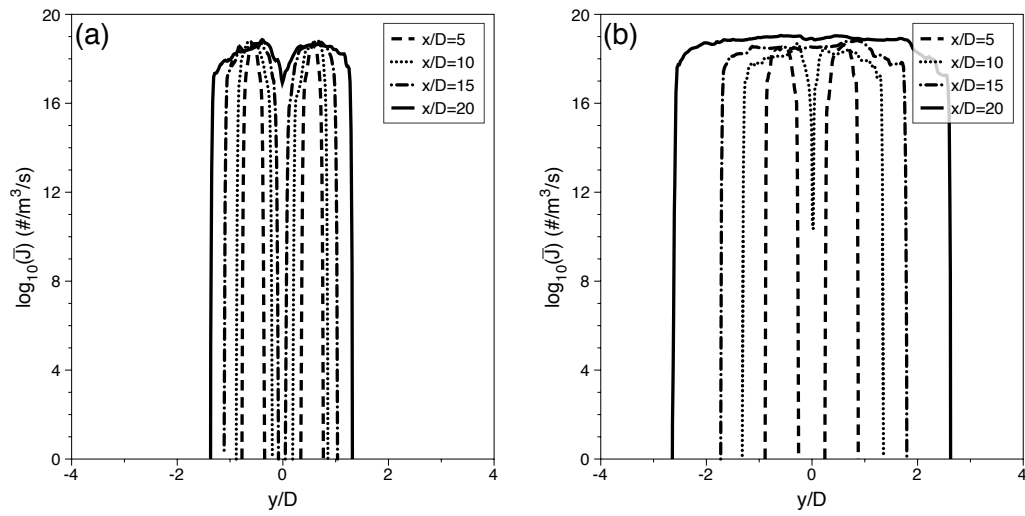 (a)
x/D=5
x/D=10
x/D=15
x/D=20
20
16
12
8
4
0
log10(J̅) (#/m³/s)
-4 -2 0 2 4
y/D
(b)
x/D=5
x/D=10
x/D=15
x/D=20
20
16
12
8
4
0
log10(J̅) (#/m³/s)
-4 -2 0 2 4
y/D